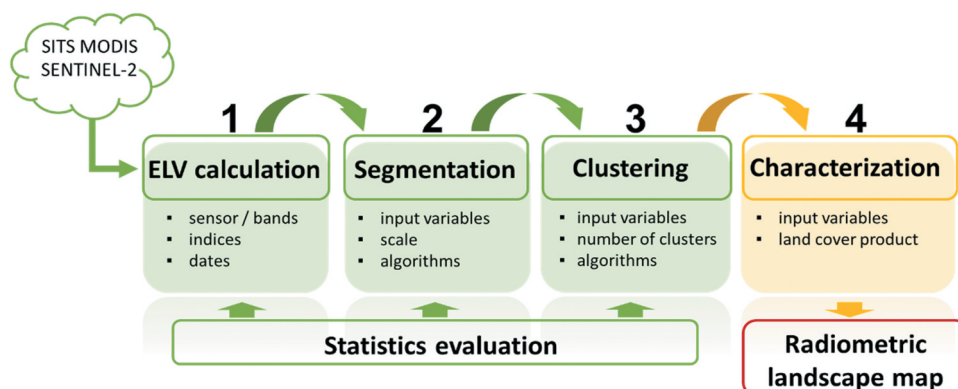 SITS MODIS
SENTINEL-2
1
2
3
4
ELV calculation
Segmentation
Clustering
Characterization
▪ sensor / bands
▪ indices
▪ dates
▪ input variables
▪ scale
▪ algorithms
▪ input variables
▪ number of clusters
▪ algorithms
▪ input variables
▪ land cover product
Statistics evaluation
Radiometric
landscape map